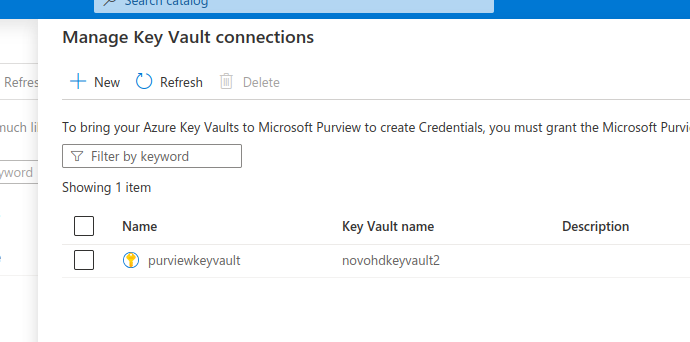 Search catalog
Manage Key Vault connections
Refres
New Refresh Delete
much li
To bring your Azure Key Vaults to Microsoft Purview to create Credentials, you must grant the Microsoft Purvie
yword
Filter by keyword
Showing 1 item
Name Key Vault name Description
purviewkeyvault novohdkeyvault2